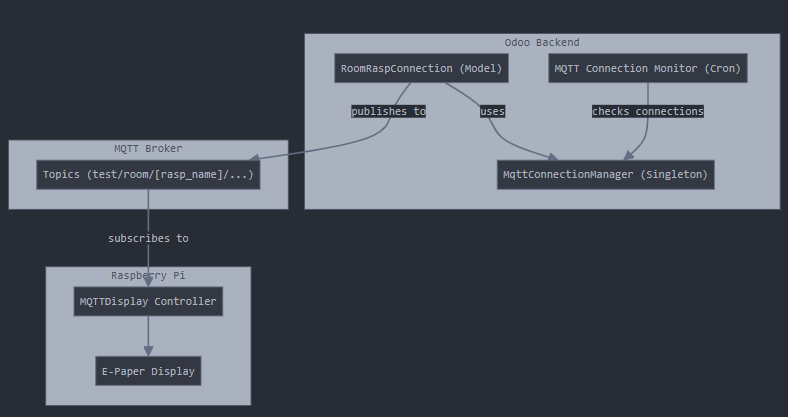 Odoo Backend
RoomRaspConnection (Model)
MQTT Connection Monitor (Cron)
publishes to
uses
checks connections
MQTT Broker
Topics (test/room/[rasp_name]/...)
MqttConnectionManager (Singleton)
subscribes to
Raspberry Pi
MQTTDisplay Controller
E-Paper Display